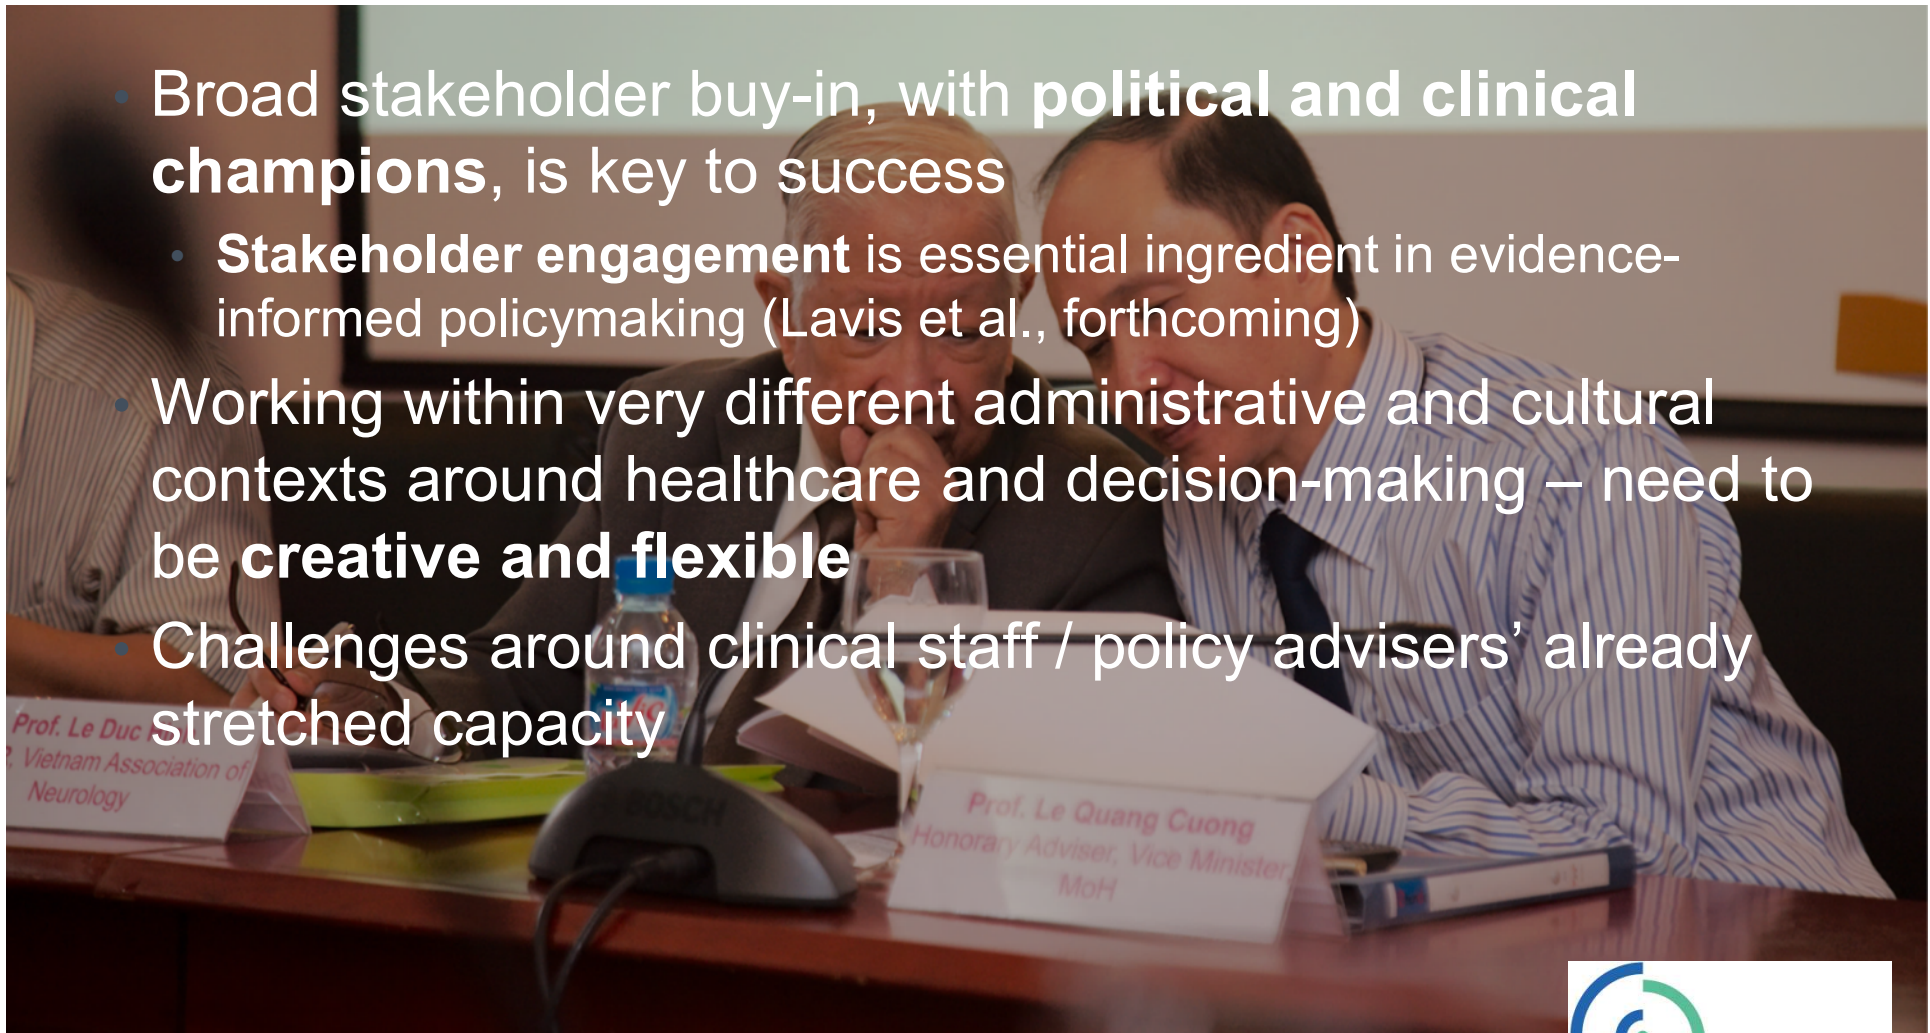 • Broad stakeholder buy-in, with political and clinical
champions, is key to success
• Stakeholder engagement is essential ingredient in evidence-
informed policymaking (Lavis et al., forthcoming)
• Working within very different administrative and cultural
contexts around healthcare and decision-making – need to
be creative and flexible
• Challenges around clinical staff / policy advisers’ already
stretched capacity
Prof. Le Duc
Vietnam Association of
Neurology
BOSCH
Prof. Le Quang Cuong
Honorary Adviser, Vice Minister,
MoH